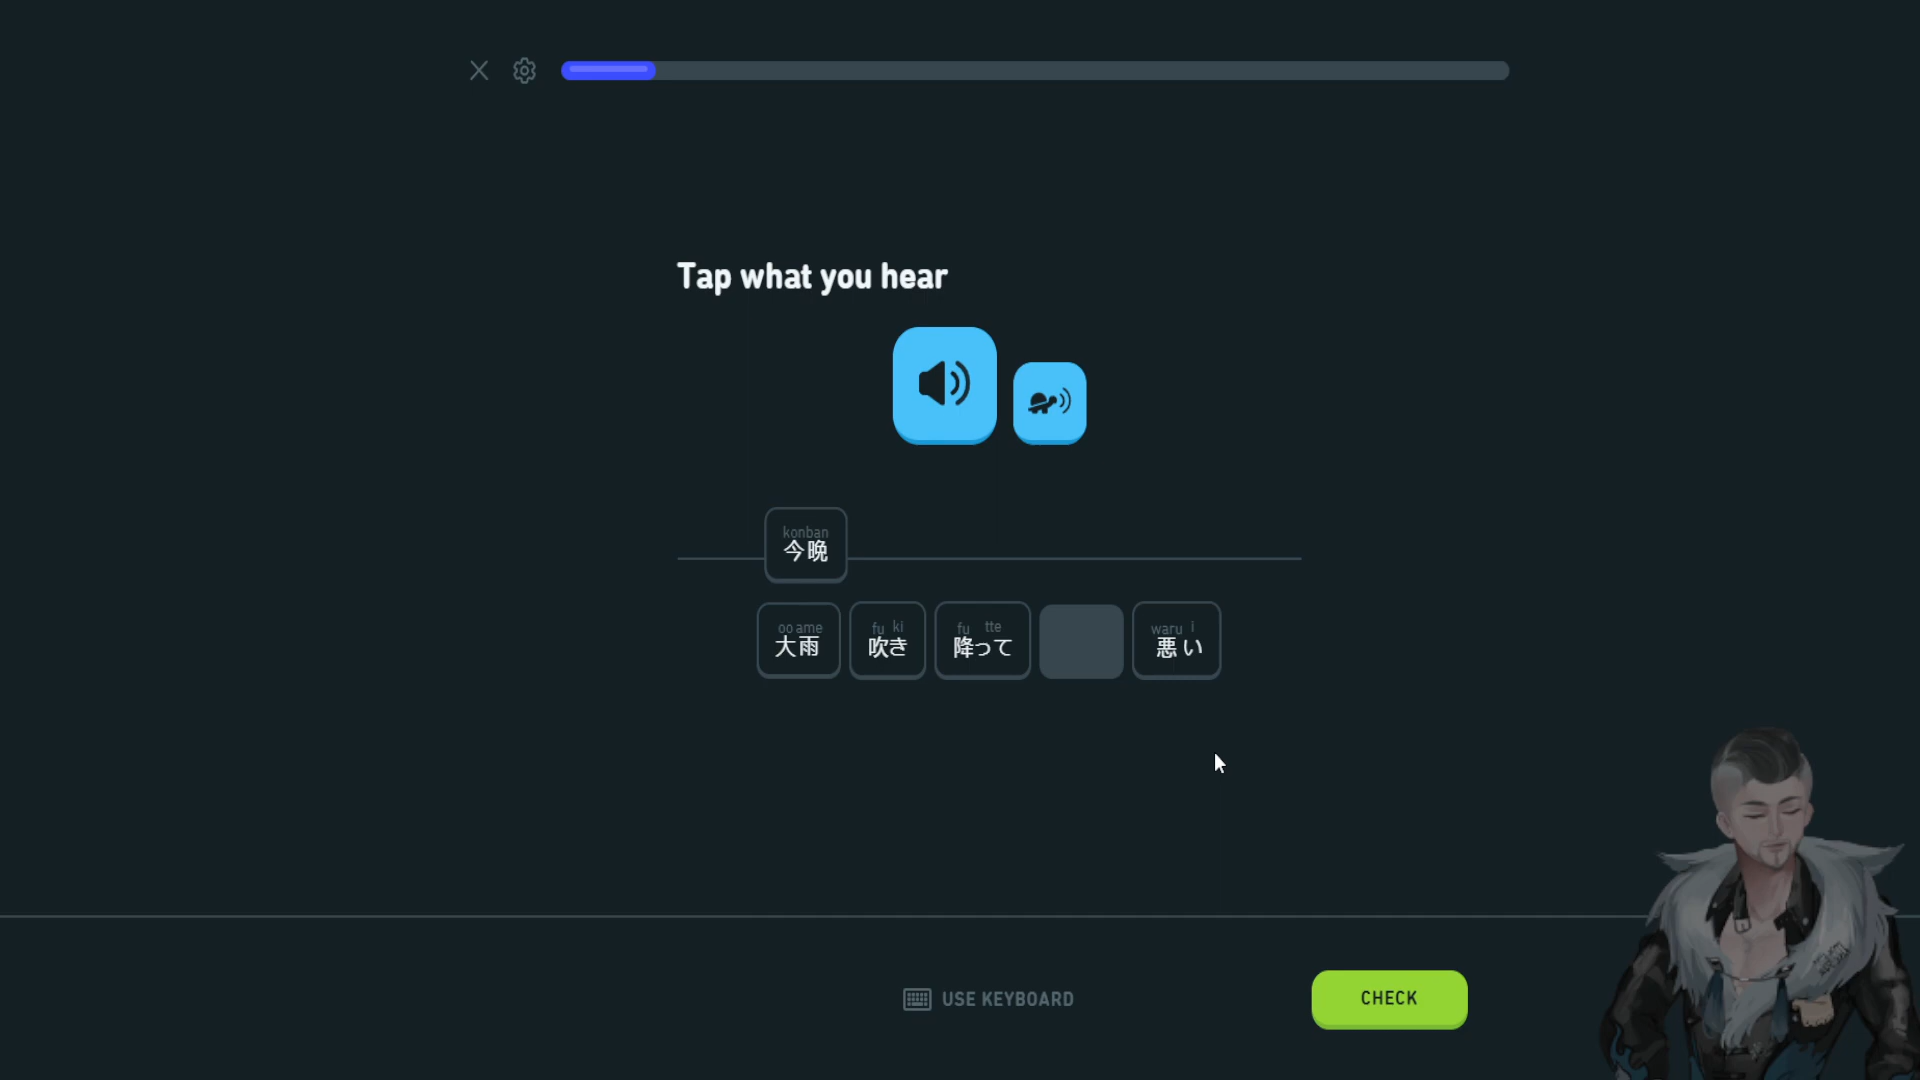 Tap what you hear
konban
今晩
oo ame
大雨
fu ki
吹き
fu tte
降って
waru i
悪い
USE KEYBOARD
CHECK